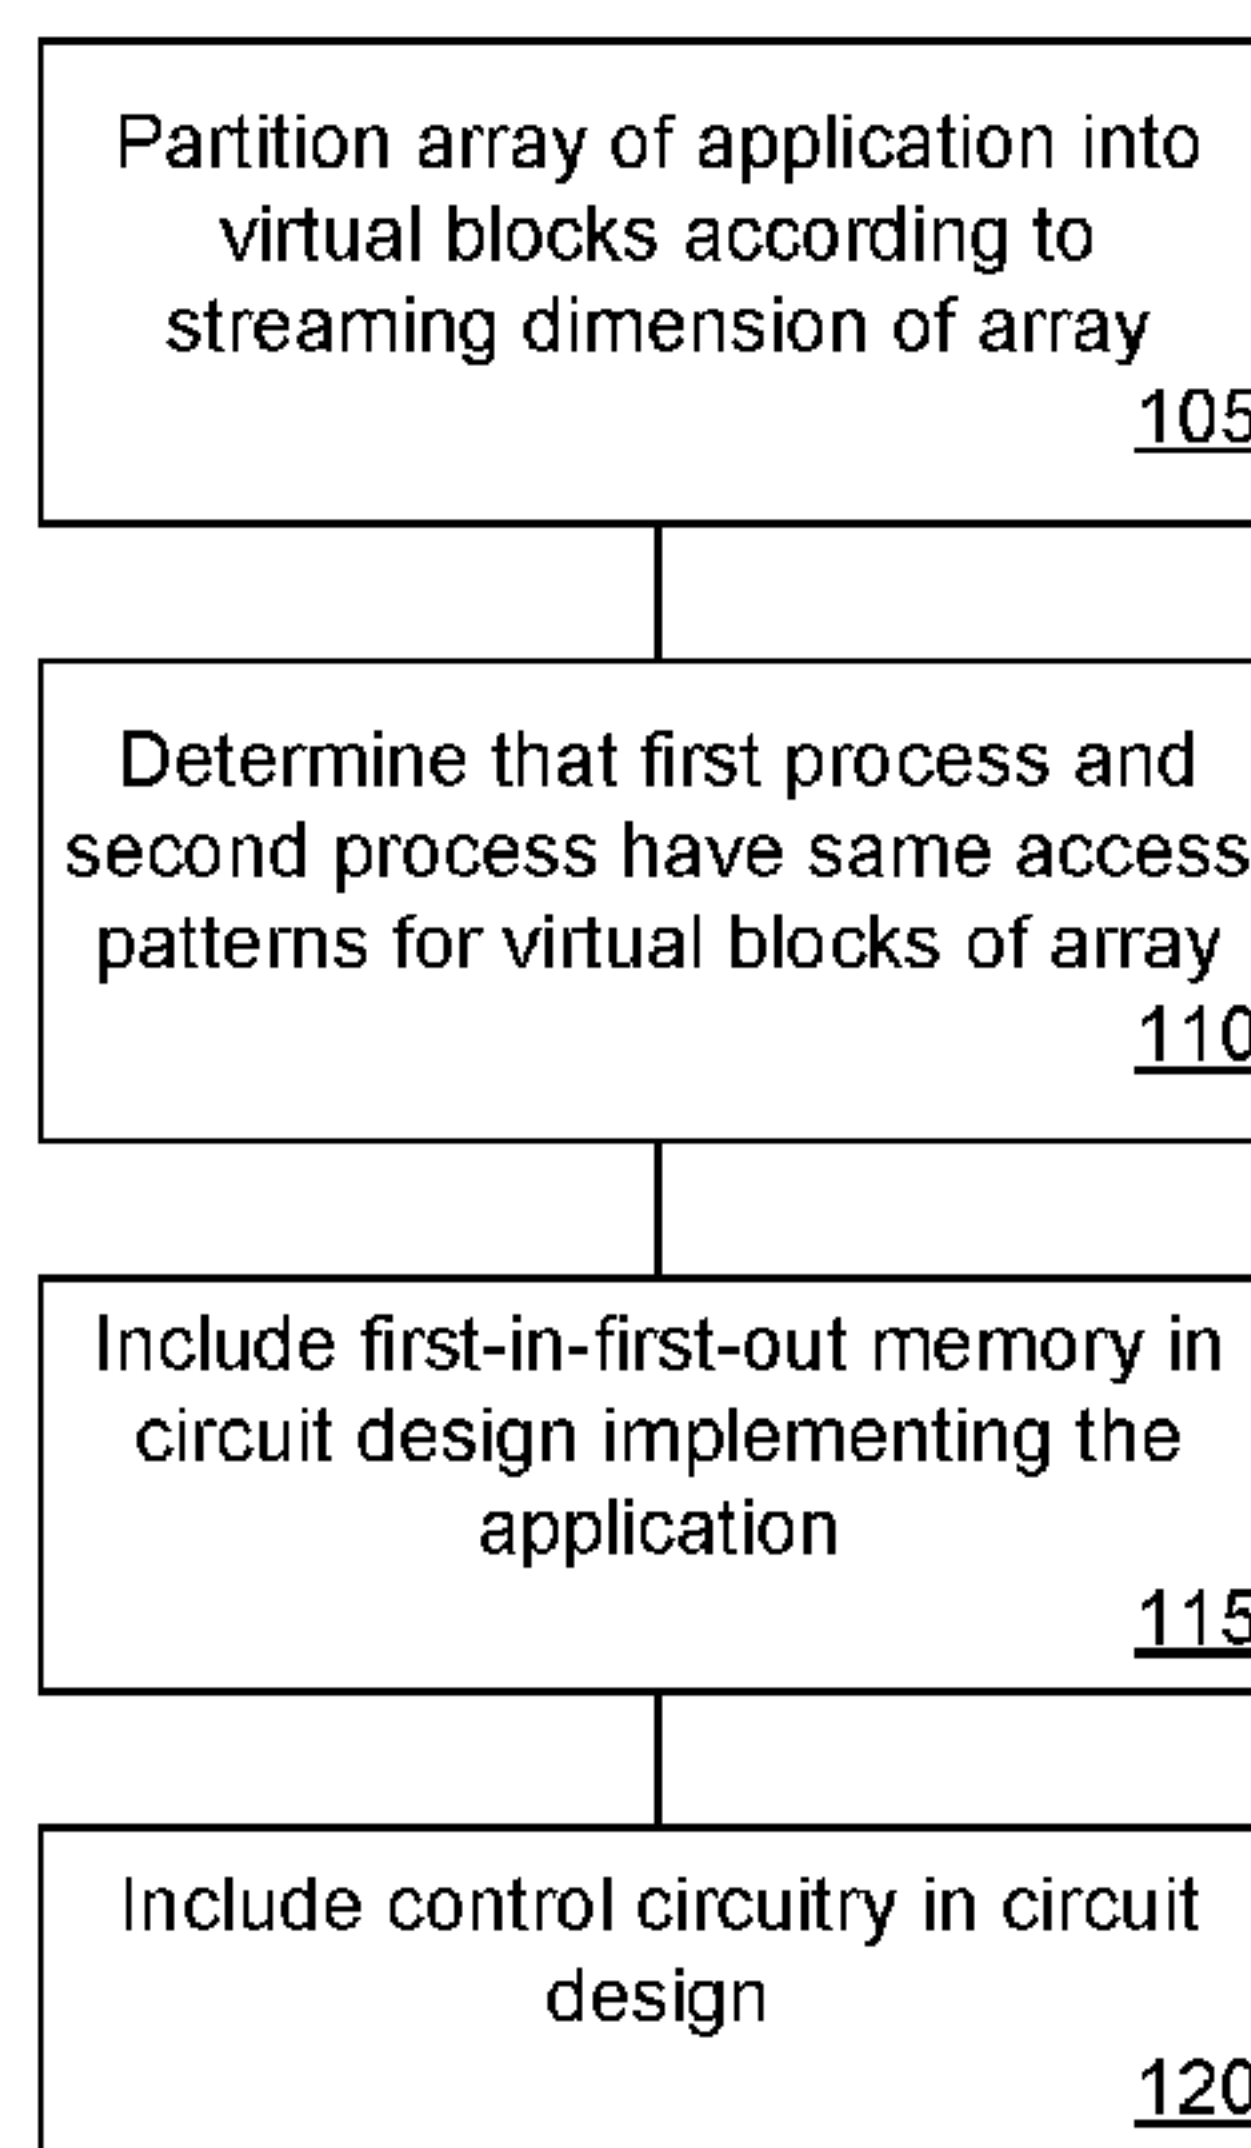 Partition array of application into
virtual blocks according to
streaming dimension of array
105
Determine that first process and
second process have same access
patterns for virtual blocks of array
110
Include first-in-first-out memory in
circuit design implementing the
application
115
Include control circuitry in circuit
design
120